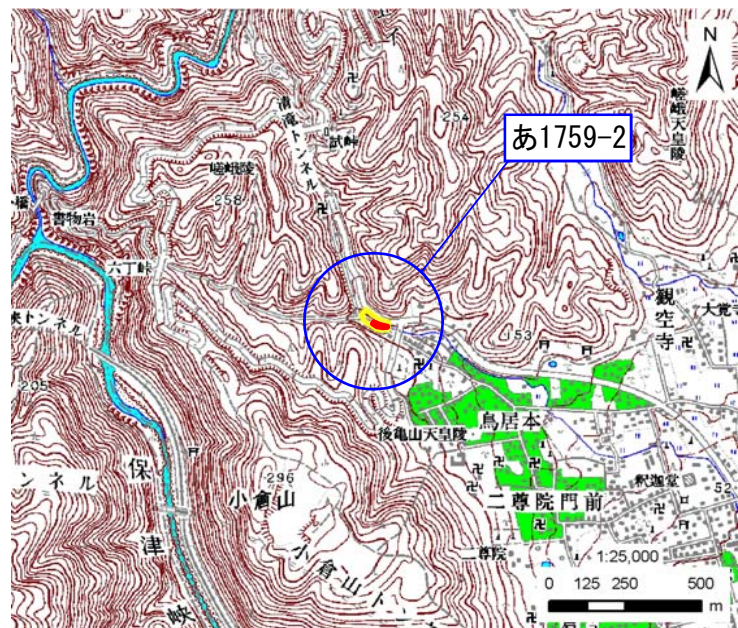 N
嵯峨天皇陵
清滝トンネル
試峠
254
あ1759-2
嵯峨陵
258
書物岩
六丁峠
観空寺
大覚寺
153
トンネル
205
鳥居本
後亀山天皇陵
296
小倉山
保津峡
ンネル
釈迦堂
52
二尊院門前
二尊院
小倉山トン
1:25,000
0 125 250 500
m